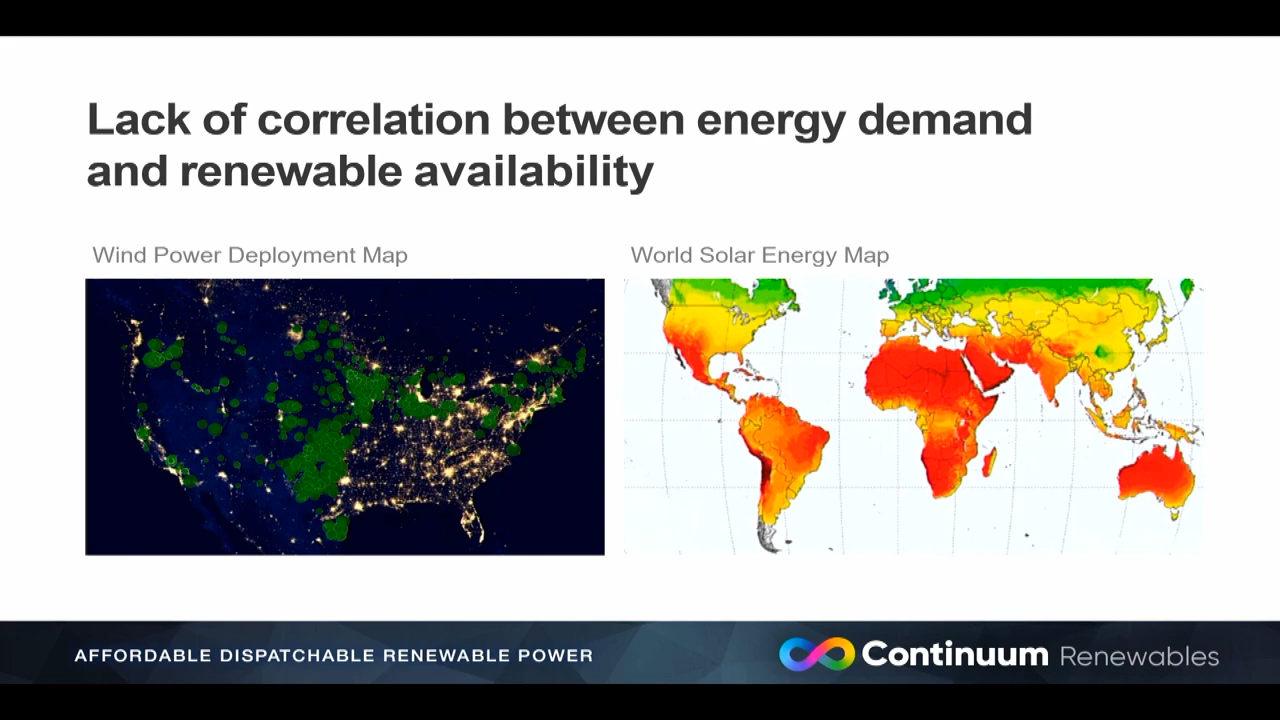 Lack of correlation between energy demand
and renewable availability
Wind Power Deployment Map
World Solar Energy Map
AFFORDABLE DISPATCHABLE RENEWABLE POWER
Continuum Renewables